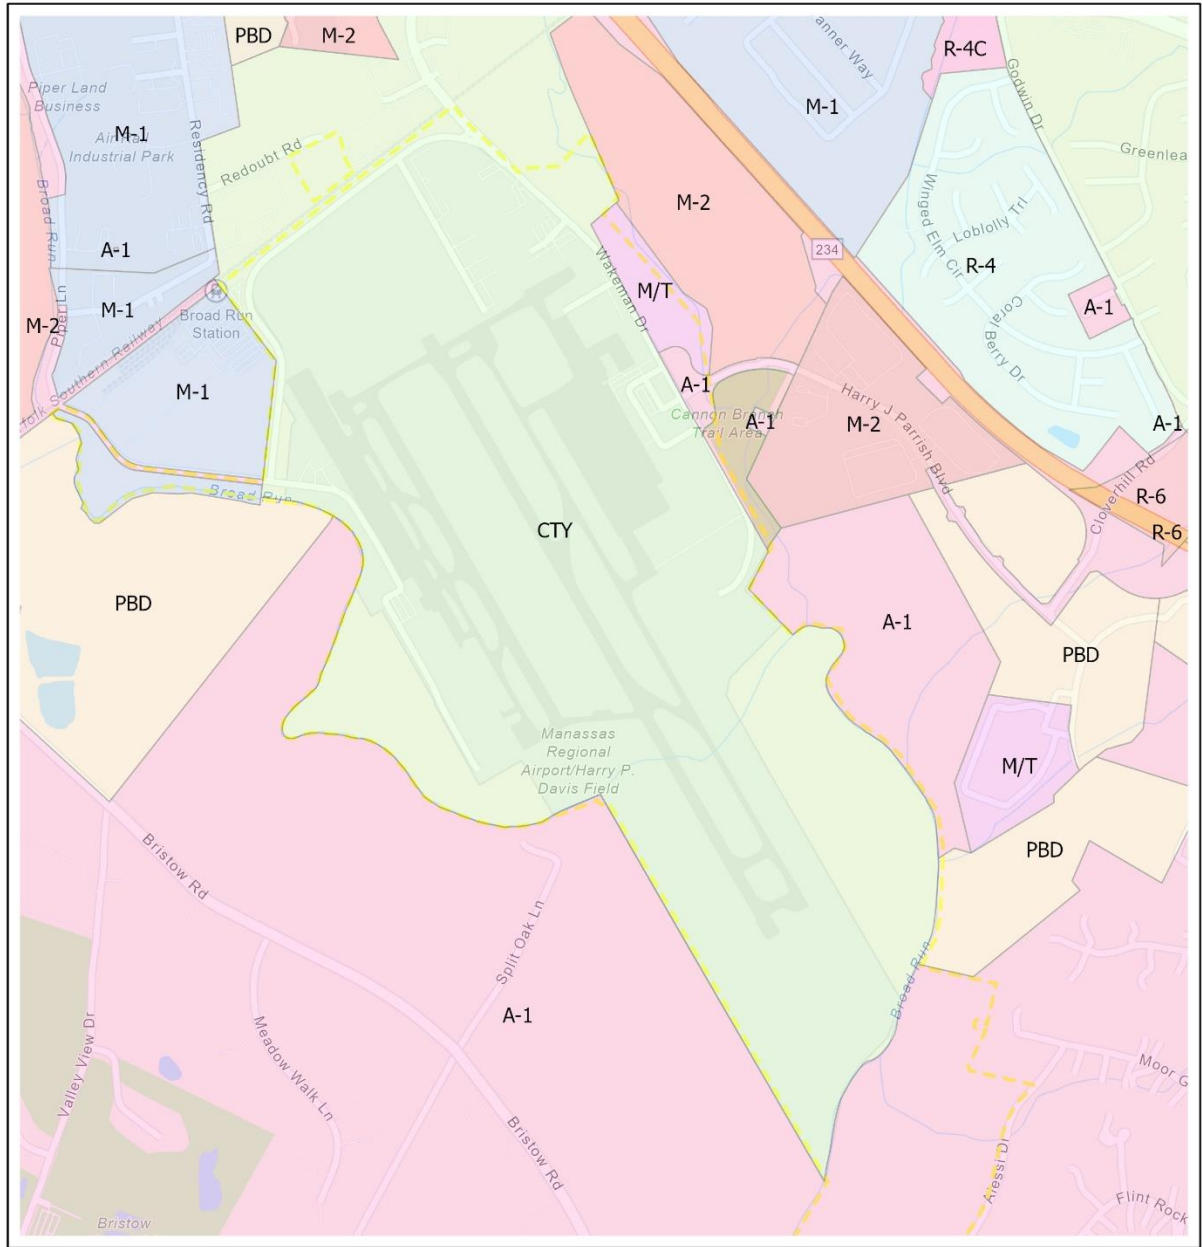 PBD
M-2
R-4C
anner Way
Godwin Dr
Piper Land
Business
M-1
M-1
Air Rail
Industrial Park
Residency Rd
Redoubt Rd
Greenlea
Winged Elm Cir
Loblolly Trl
Broad Run
M-2
A-1
234
R-4
Wakeman Dr
M/T
M-1
Piper Ln
M-2
Broad Run
Station
A-1
Coral Berry Dr
folk Southern Railway
M-1
A-1
Harry J Parrish Blvd
Cannon Branch
Trail Area
A-1
M-2
A-1
Cloverhill Rd
Broad Run
R-6
CTY
R-6
PBD
A-1
PBD
Manassas
Regional
Airport/Harry P.
Davis Field
M/T
Bristow Rd
PBD
Split Oak Ln
Broad Run
A-1
Valley View Dr
Meadow Walk Ln
Moor G
Bristow Rd
Alessi Dr
Flint Rock
Bristow